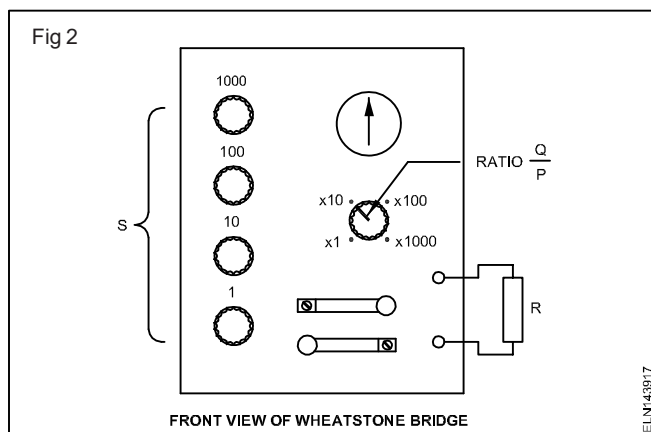 Fig 2
1000
100
RATIO Q/P
x10 x100
S
10
x1 x1000
1
R
FRONT VIEW OF WHEATSTONE BRIDGE
ELN143917